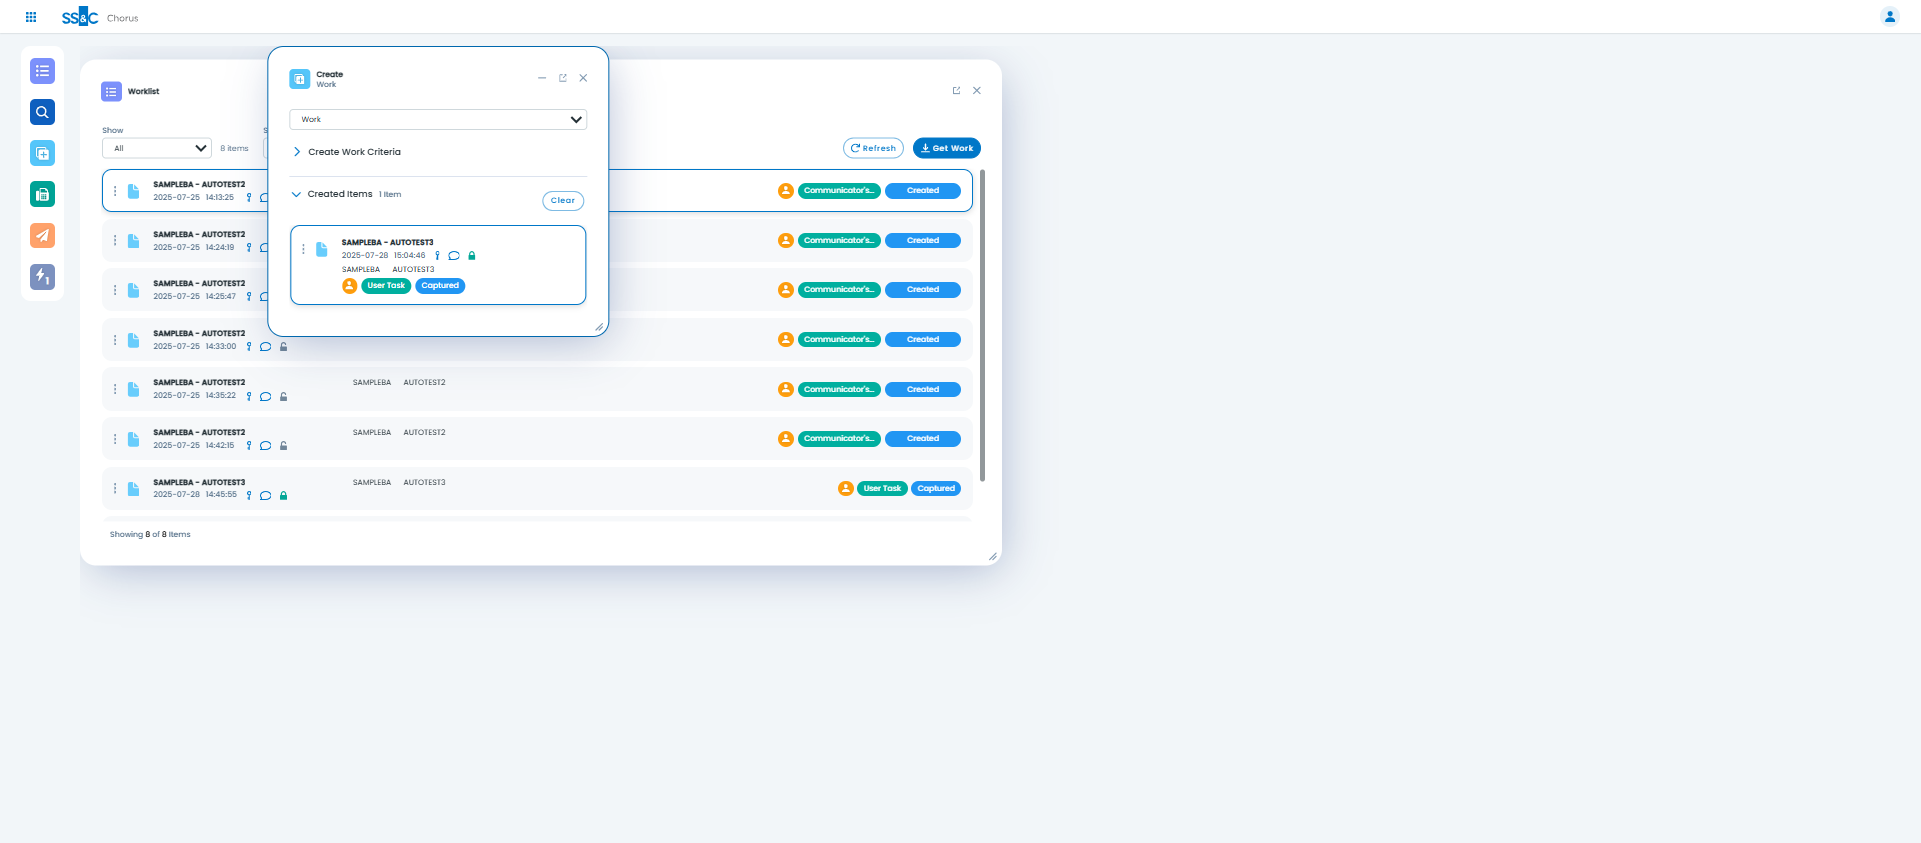 SS&C Chorus
Worklist
Show
All
8 items
S
Refresh
Get Work
SAMPLEBA - AUTOTEST2
2025-07-25 14:13:25
Communicator's...
Created
SAMPLEBA - AUTOTEST2
2025-07-25 14:24:19
Communicator's...
Created
SAMPLEBA - AUTOTEST2
2025-07-25 14:25:47
Communicator's...
Created
SAMPLEBA - AUTOTEST2
2025-07-25 14:33:00
Communicator's...
Created
SAMPLEBA - AUTOTEST2
2025-07-25 14:35:22
SAMPLEBA AUTOTEST2
Communicator's...
Created
SAMPLEBA - AUTOTEST2
2025-07-25 14:42:15
SAMPLEBA AUTOTEST2
Communicator's...
Created
SAMPLEBA - AUTOTEST3
2025-07-28 14:45:55
SAMPLEBA AUTOTEST3
User Task
Captured
Showing 8 of 8 Items
Create
Work
Work
Create Work Criteria
Created Items 1 Item
Clear
SAMPLEBA - AUTOTEST3
2025-07-28 15:04:46
SAMPLEBA AUTOTEST3
User Task
Captured
1